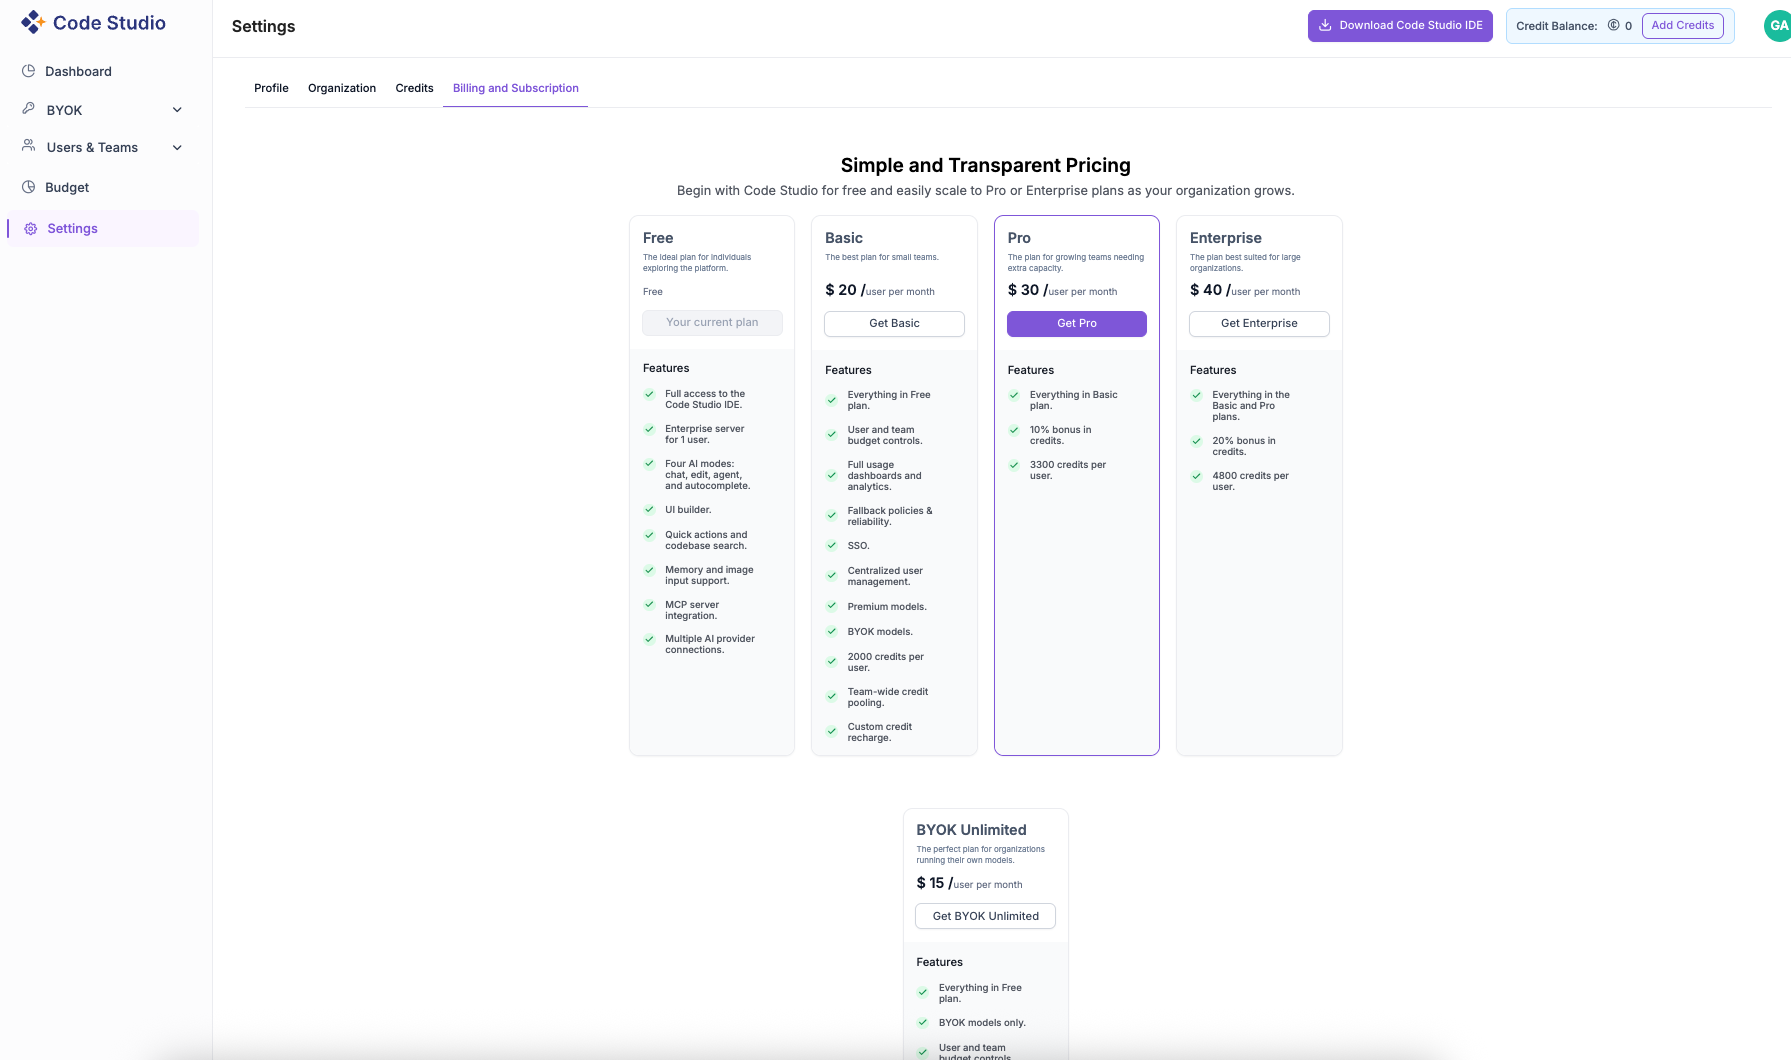 Code Studio
Dashboard
BYOK
Users & Teams
Budget
Settings
Settings
Download Code Studio IDE
Credit Balance: 0
Add Credits
GA
Profile
Organization
Credits
Billing and Subscription
Simple and Transparent Pricing
Begin with Code Studio for free and easily scale to Pro or Enterprise plans as your organization grows.
Free
The ideal plan for individuals
exploring the platform.
Free
Your current plan
Features
Full access to the
Code Studio IDE.
Enterprise server
for 1 user.
Four AI modes:
chat, edit, agent,
and autocomplete.
UI builder.
Quick actions and
codebase search.
Memory and image
input support.
MCP server
integration.
Multiple AI provider
connections.
Basic
The best plan for small teams.
$ 20 /user per month
Get Basic
Features
Everything in Free
plan.
User and team
budget controls.
Full usage
dashboards and
analytics.
Fallback policies &
reliability.
SSO.
Centralized user
management.
Premium models.
BYOK models.
2000 credits per
user.
Team-wide credit
pooling.
Custom credit
recharge.
Pro
The plan for growing teams needing
extra capacity.
$ 30 /user per month
Get Pro
Features
Everything in Basic
plan.
10% bonus in
credits.
3300 credits per
user.
Enterprise
The plan best suited for large
organizations.
$ 40 /user per month
Get Enterprise
Features
Everything in the
Basic and Pro
plans.
20% bonus in
credits.
4800 credits per
user.
BYOK Unlimited
The perfect plan for organizations
running their own models.
$ 15 /user per month
Get BYOK Unlimited
Features
Everything in Free
plan.
BYOK models only.
User and team
budget controls.